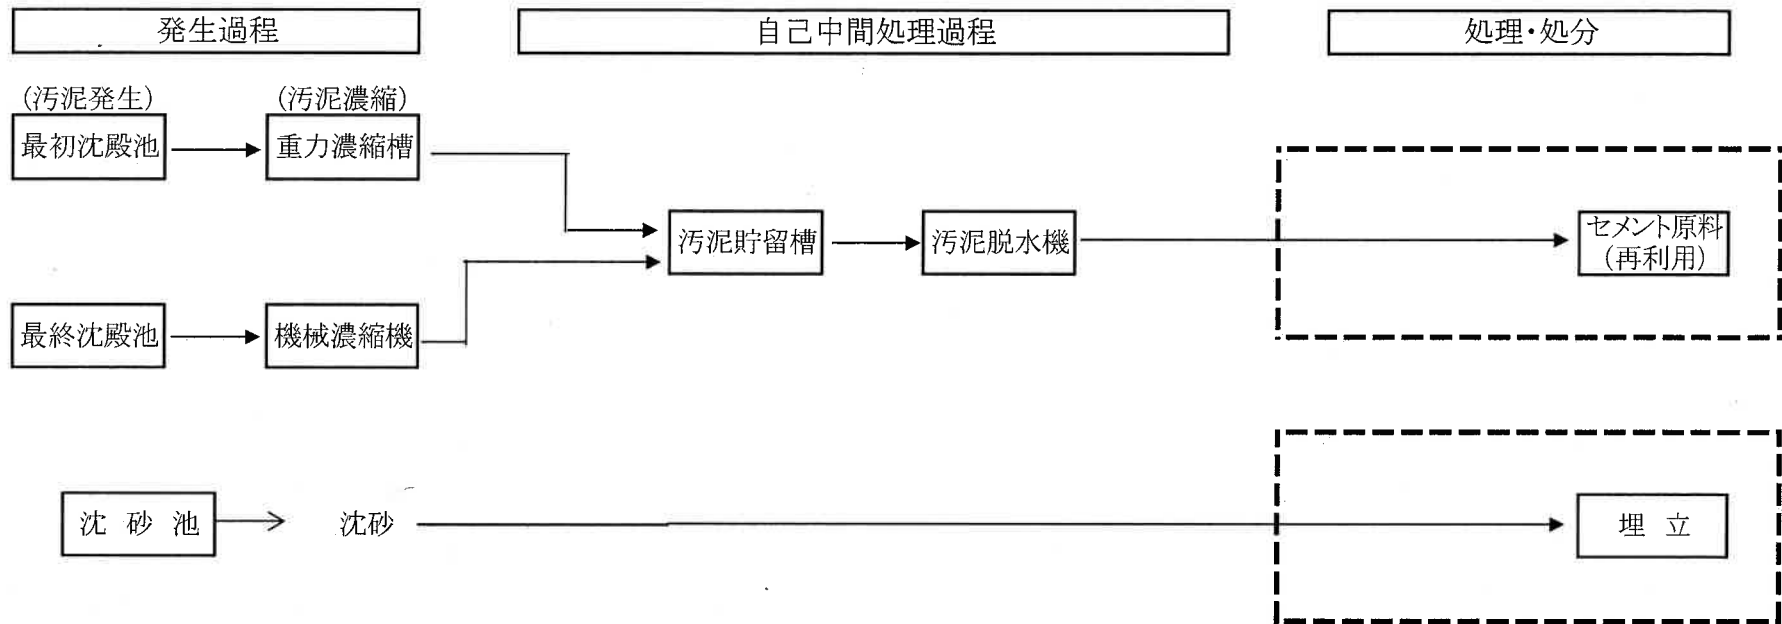 発生過程
自己中間処理過程
処理・処分
(汚泥発生)
(汚泥濃縮)
最初沈殿池
重力濃縮槽
汚泥貯留槽
汚泥脱水機
セメント原料
(再利用)
最終沈殿池
機械濃縮機
沈 砂 池
沈砂
埋 立